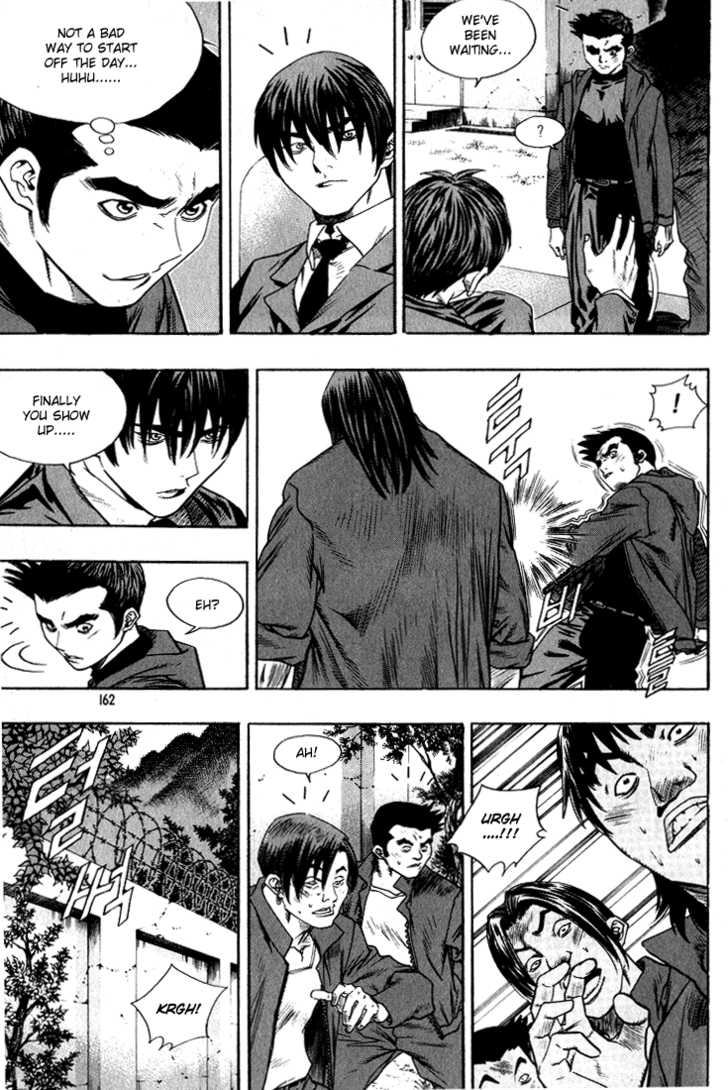 NOT A BAD
WAY TO START
OFF THE DAY...
HUHU......
WE'VE
BEEN
WAITING...
?
FINALLY
YOU SHOW
UP.....
EH?
!
162
KRGH!
AH!
URGH
....!!!